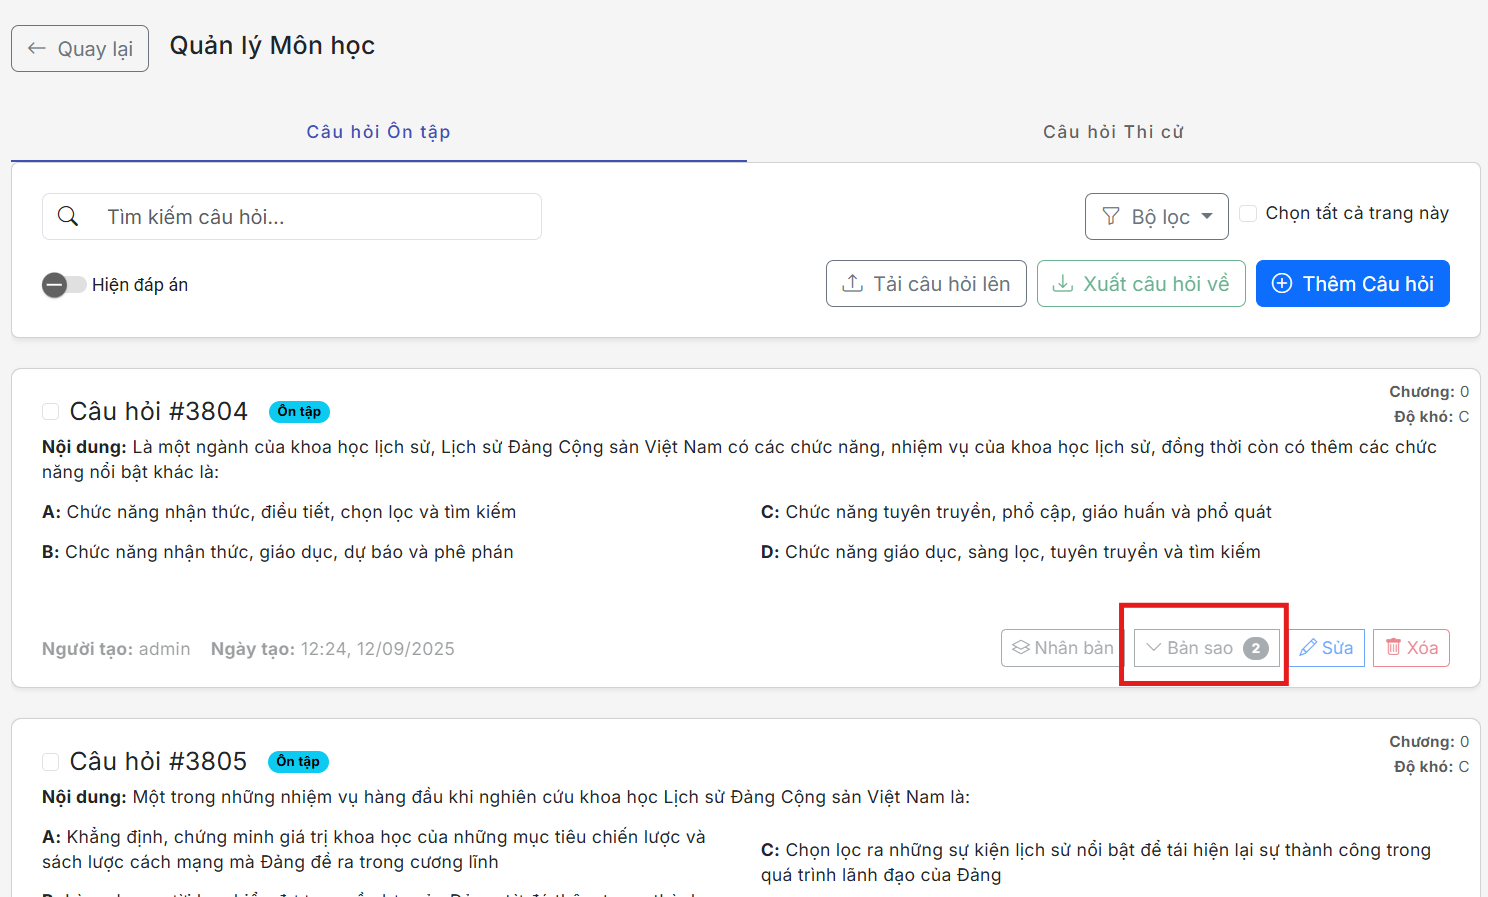 Quay lại
Quản lý Môn học
Câu hỏi Ôn tập
Câu hỏi Thi cử
Tìm kiếm câu hỏi...
Bộ lọc
Chọn tất cả trang này
Hiện đáp án
Tải câu hỏi lên
Xuất câu hỏi về
Thêm Câu hỏi
Chương: 0
Độ khó: C
Câu hỏi #3804
Ôn tập
Nội dung: Là một ngành của khoa học lịch sử, Lịch sử Đảng Cộng sản Việt Nam có các chức năng, nhiệm vụ của khoa học lịch sử, đồng thời còn có thêm các chức
năng nổi bật khác là:
A: Chức năng nhận thức, điều tiết, chọn lọc và tìm kiếm
C: Chức năng tuyên truyền, phổ cập, giáo huấn và phổ quát
B: Chức năng nhận thức, giáo dục, dự báo và phê phán
D: Chức năng giáo dục, sàng lọc, tuyên truyền và tìm kiếm
Người tạo: admin
Ngày tạo: 12:24, 12/09/2025
Nhân bản
Bản sao 2
Sửa
Xóa
Chương: 0
Độ khó: C
Câu hỏi #3805
Ôn tập
Nội dung: Một trong những nhiệm vụ hàng đầu khi nghiên cứu khoa học Lịch sử Đảng Cộng sản Việt Nam là:
A: Khẳng định, chứng minh giá trị khoa học của những mục tiêu chiến lược và
sách lược cách mạng mà Đảng đề ra trong cương lĩnh
C: Chọn lọc ra những sự kiện lịch sử nổi bật để tái hiện lại sự thành công trong
quá trình lãnh đạo của Đảng